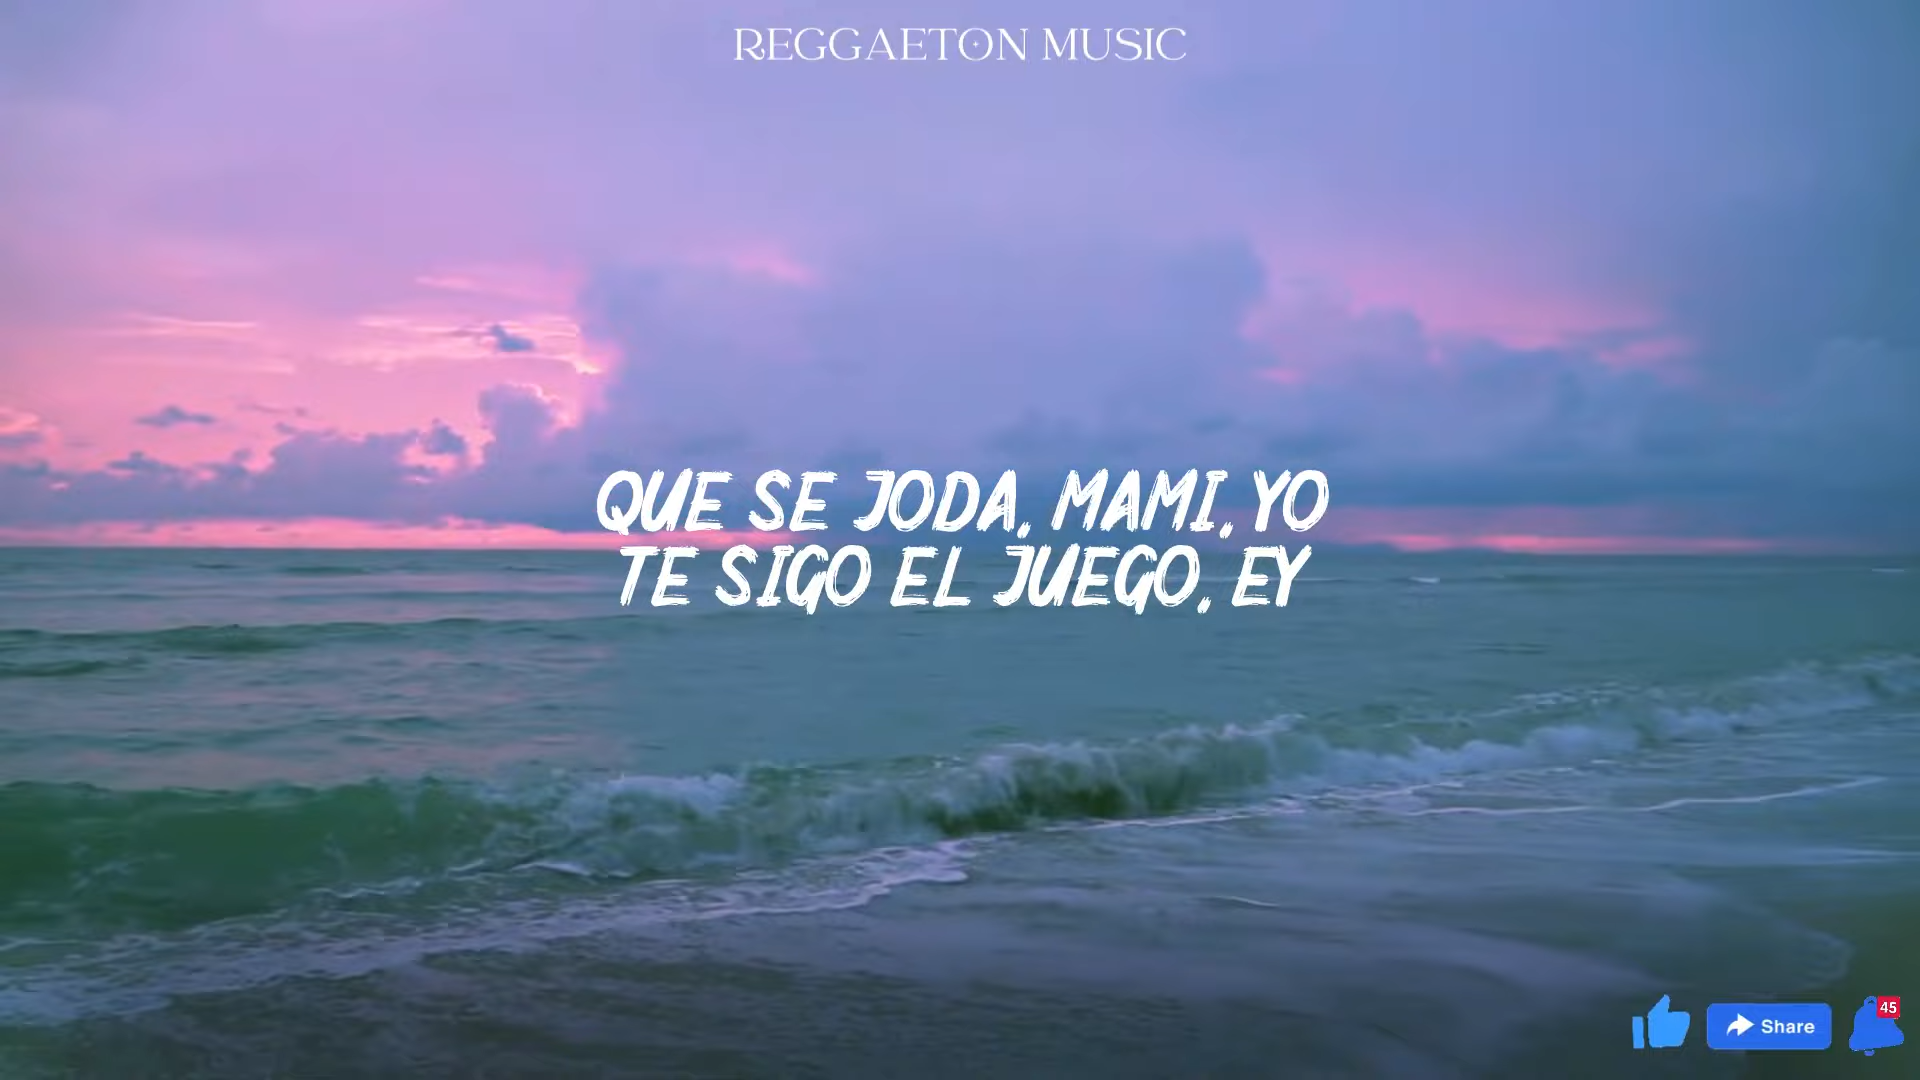 REGGAETON MUSIC
QUE SE JODA, MAMI, YO
TE SIGO EL JUEGO, EY
Share
45